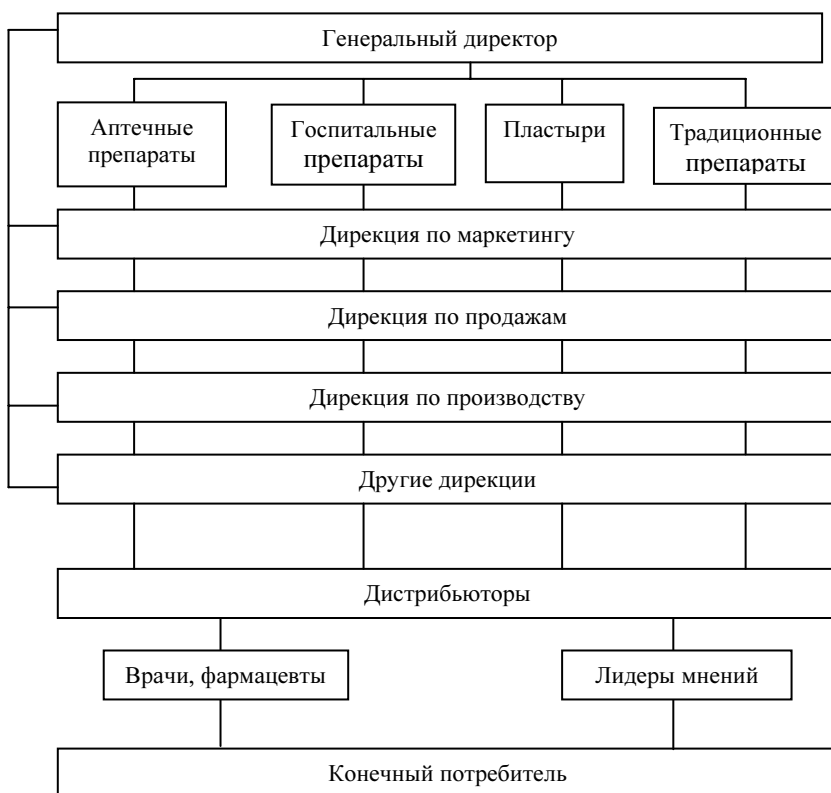 Генеральный директор
Аптечные
препараты
Госпитальные
препараты
Пластыри
Традиционные
препараты
Дирекция по маркетингу
Дирекция по продажам
Дирекция по производству
Другие дирекции
Дистрибьюторы
Врачи, фармацевты
Лидеры мнений
Конечный потребитель